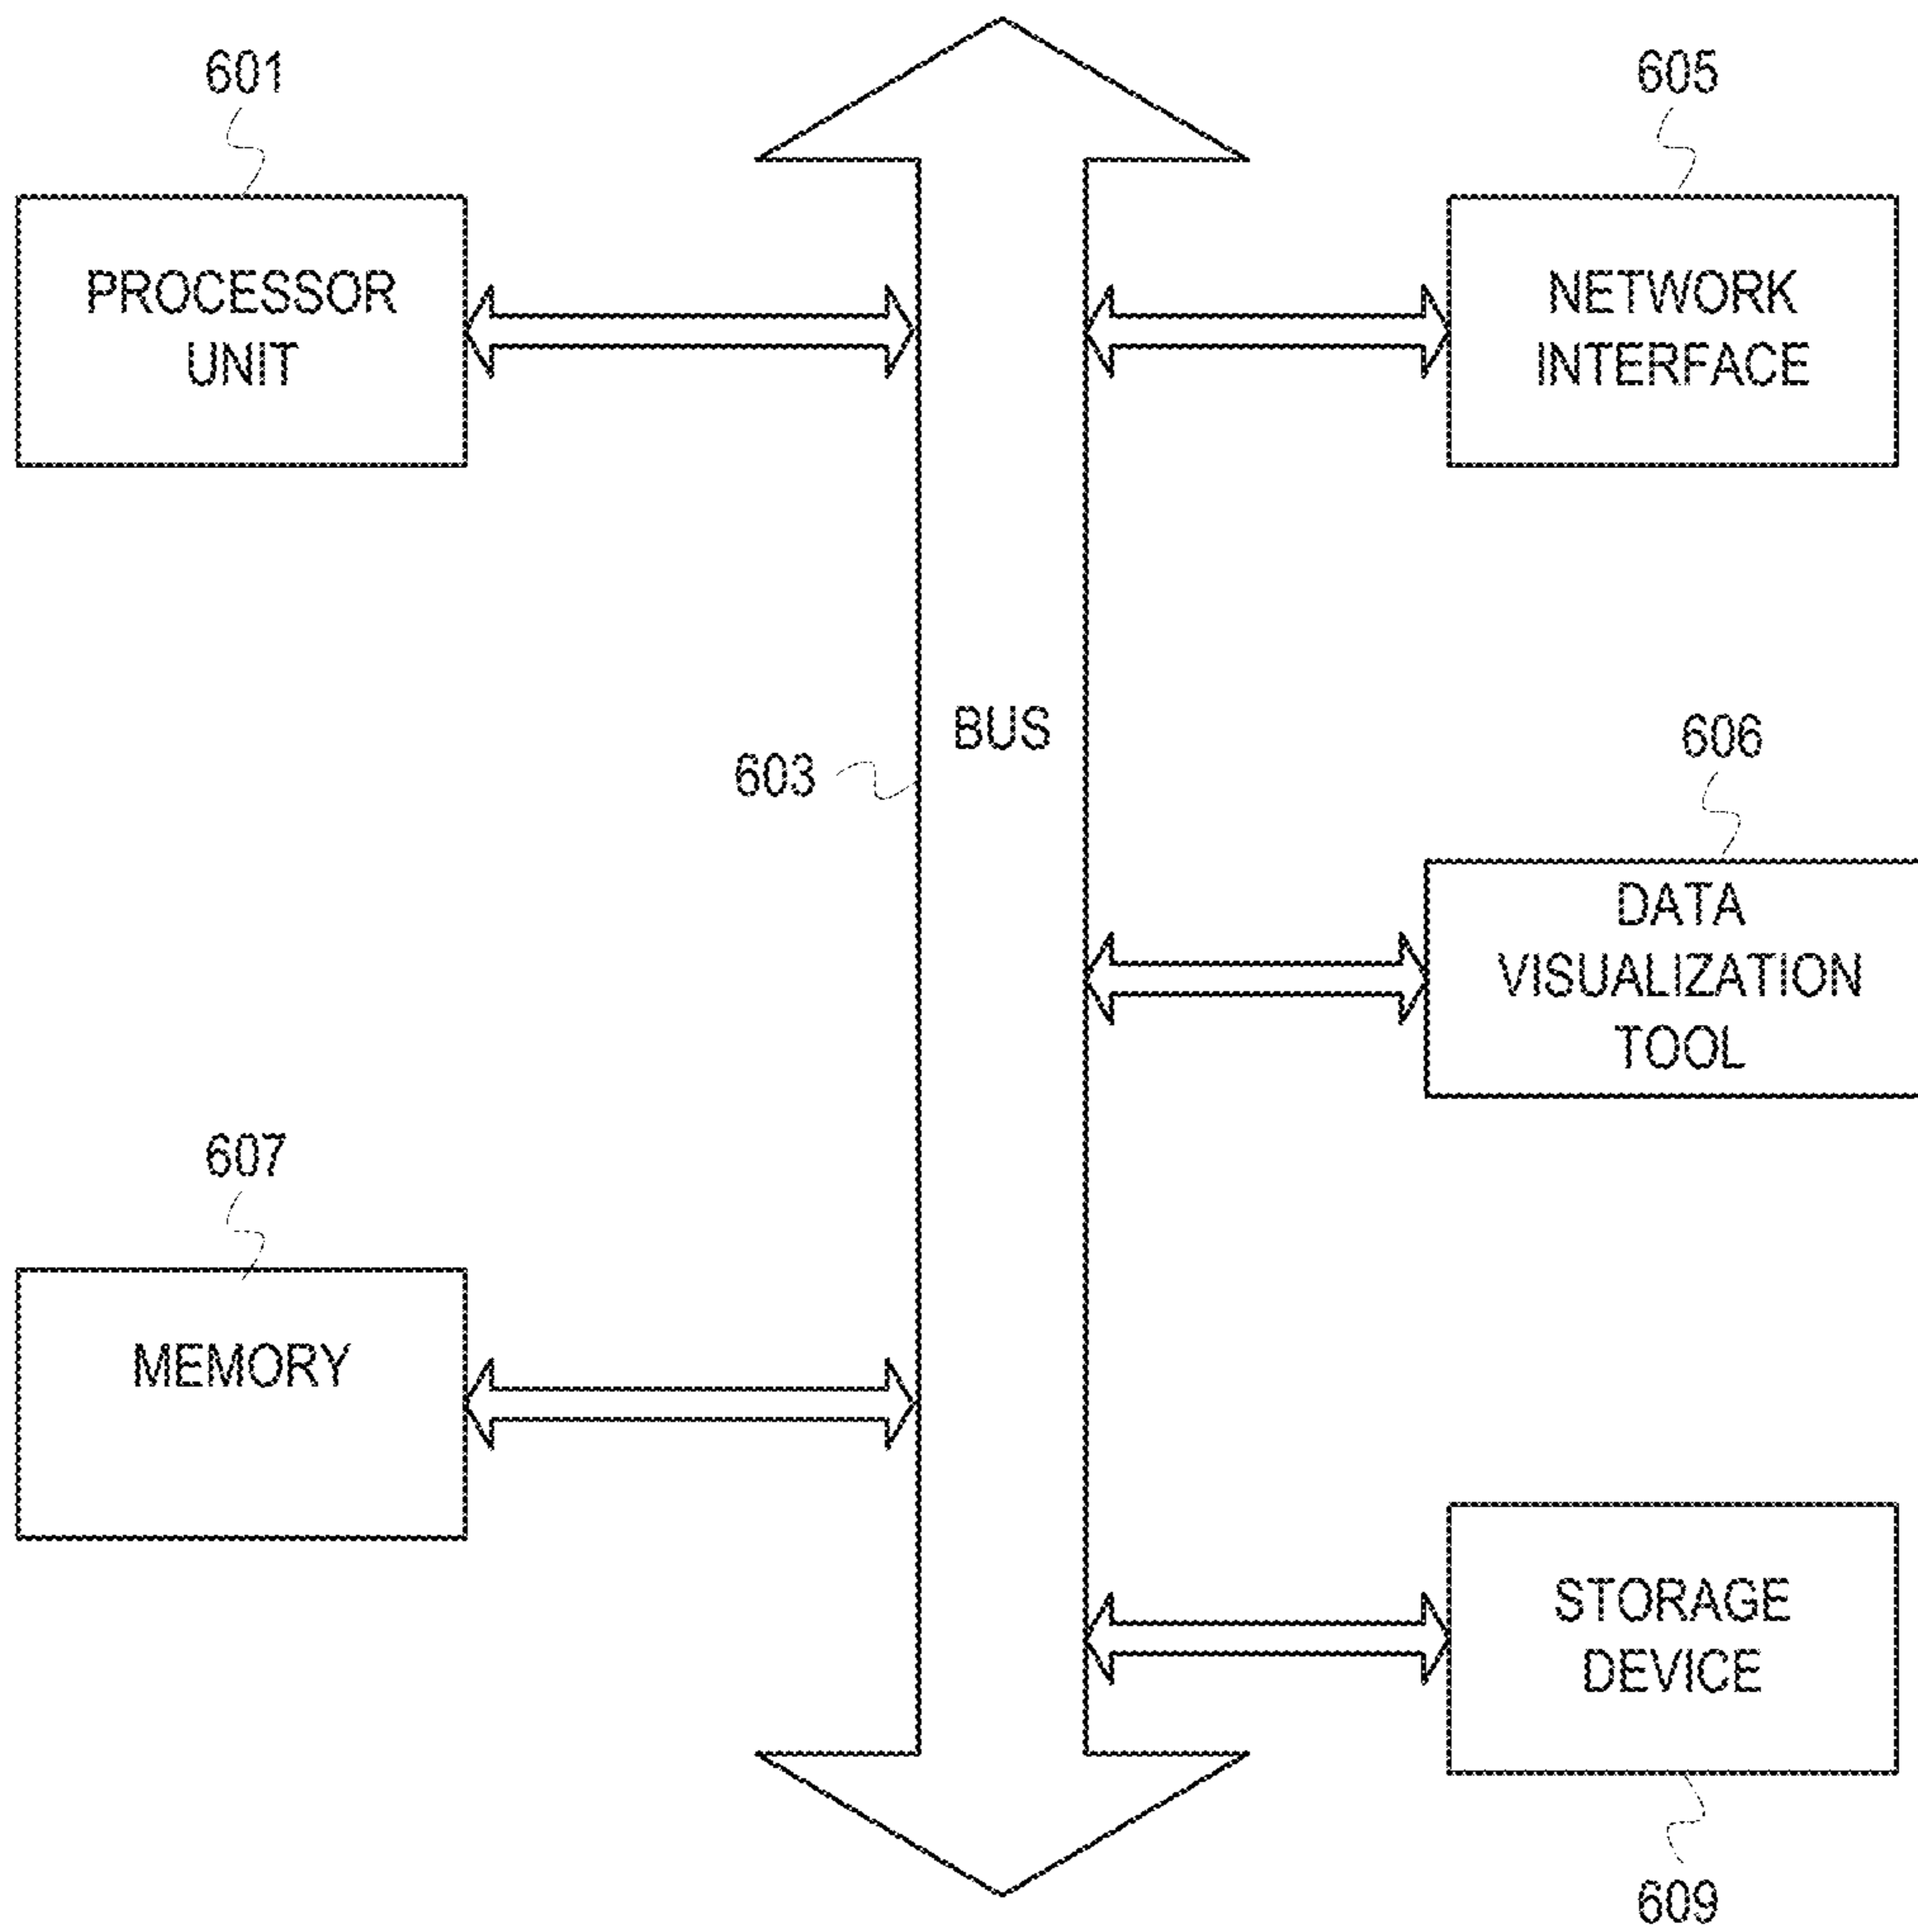 601
605
PROCESSOR
UNIT
NETWORK
INTERFACE
BUS
603
606
DATA
VISUALIZATION
TOOL
607
MEMORY
STORAGE
DEVICE
609